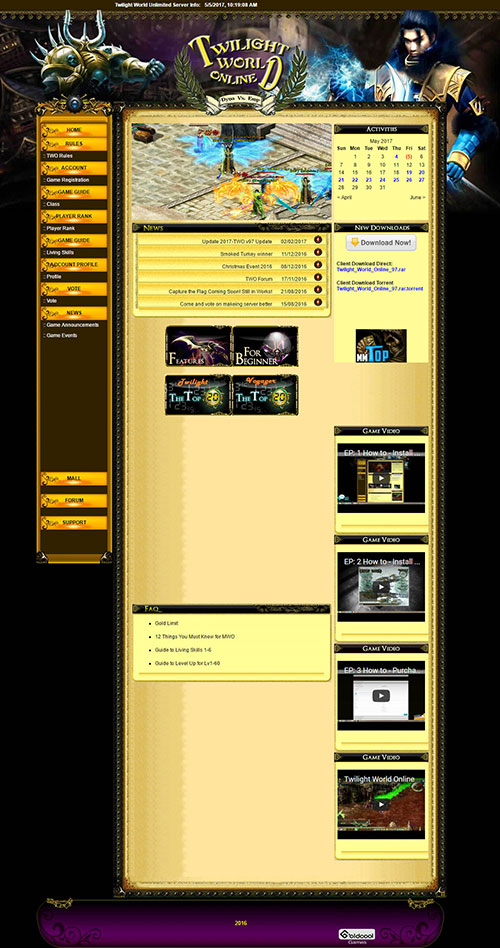 Twilight World Unlimited Server Info: 5/5/2017, 10:19:08 AM
TWILIGHT
WORLD
ONLINE
Dyos Vs. Emp
HOME
RULES
:: TWO Rules
ACCOUNT
:: Game Registration
GAME GUIDE
:: Class
PLAYER RANK
:: Player Rank
GAME GUIDE
:: Living Skills
ACCOUNT PROFILE
:: Profile
VOTE
:: Vote
NEWS
:: Game Announcements
:: Game Events
MALL
FORUM
SUPPORT
News
Update 2017-TWO v97 Update 02/02/2017
Smoked Turkey winner 11/12/2016
Christmas Event 2016 08/12/2016
TWO Forum 17/11/2016
Capture the Flag Coming Soon! Still in Works! 21/08/2016
Come and vote on makeing server better 15/08/2016
Features
For Beginner
Twilight
The Top 20
Voyager
The Top 20
FAQ
Gold Limit
12 Things You Must Know for MWO
Guide to Living Skills 1-6
Guide to Level Up for Lv1-60
Activities
May 2017
Sun Mon Tue Wed Thu Fri Sat
1 2 3 4 (5) 6
7 8 9 10 11 12 13
14 15 16 17 18 19 20
21 22 23 24 25 26 27
28 29 30 31
< April June >
New Downloads
Download Now!
Client Download Direct:
Twilight_World_Online_97.rar
Client Download Torrent
Twilight_World_Online_97.rar.torrent
MMTOP
Game Video
EP: 1 How to - Install ...
Game Video
EP: 2 How to - Install ...
Game Video
EP: 3 How to - Purcha
Game Video
Twilight World Online
2016
Goldcool
Games